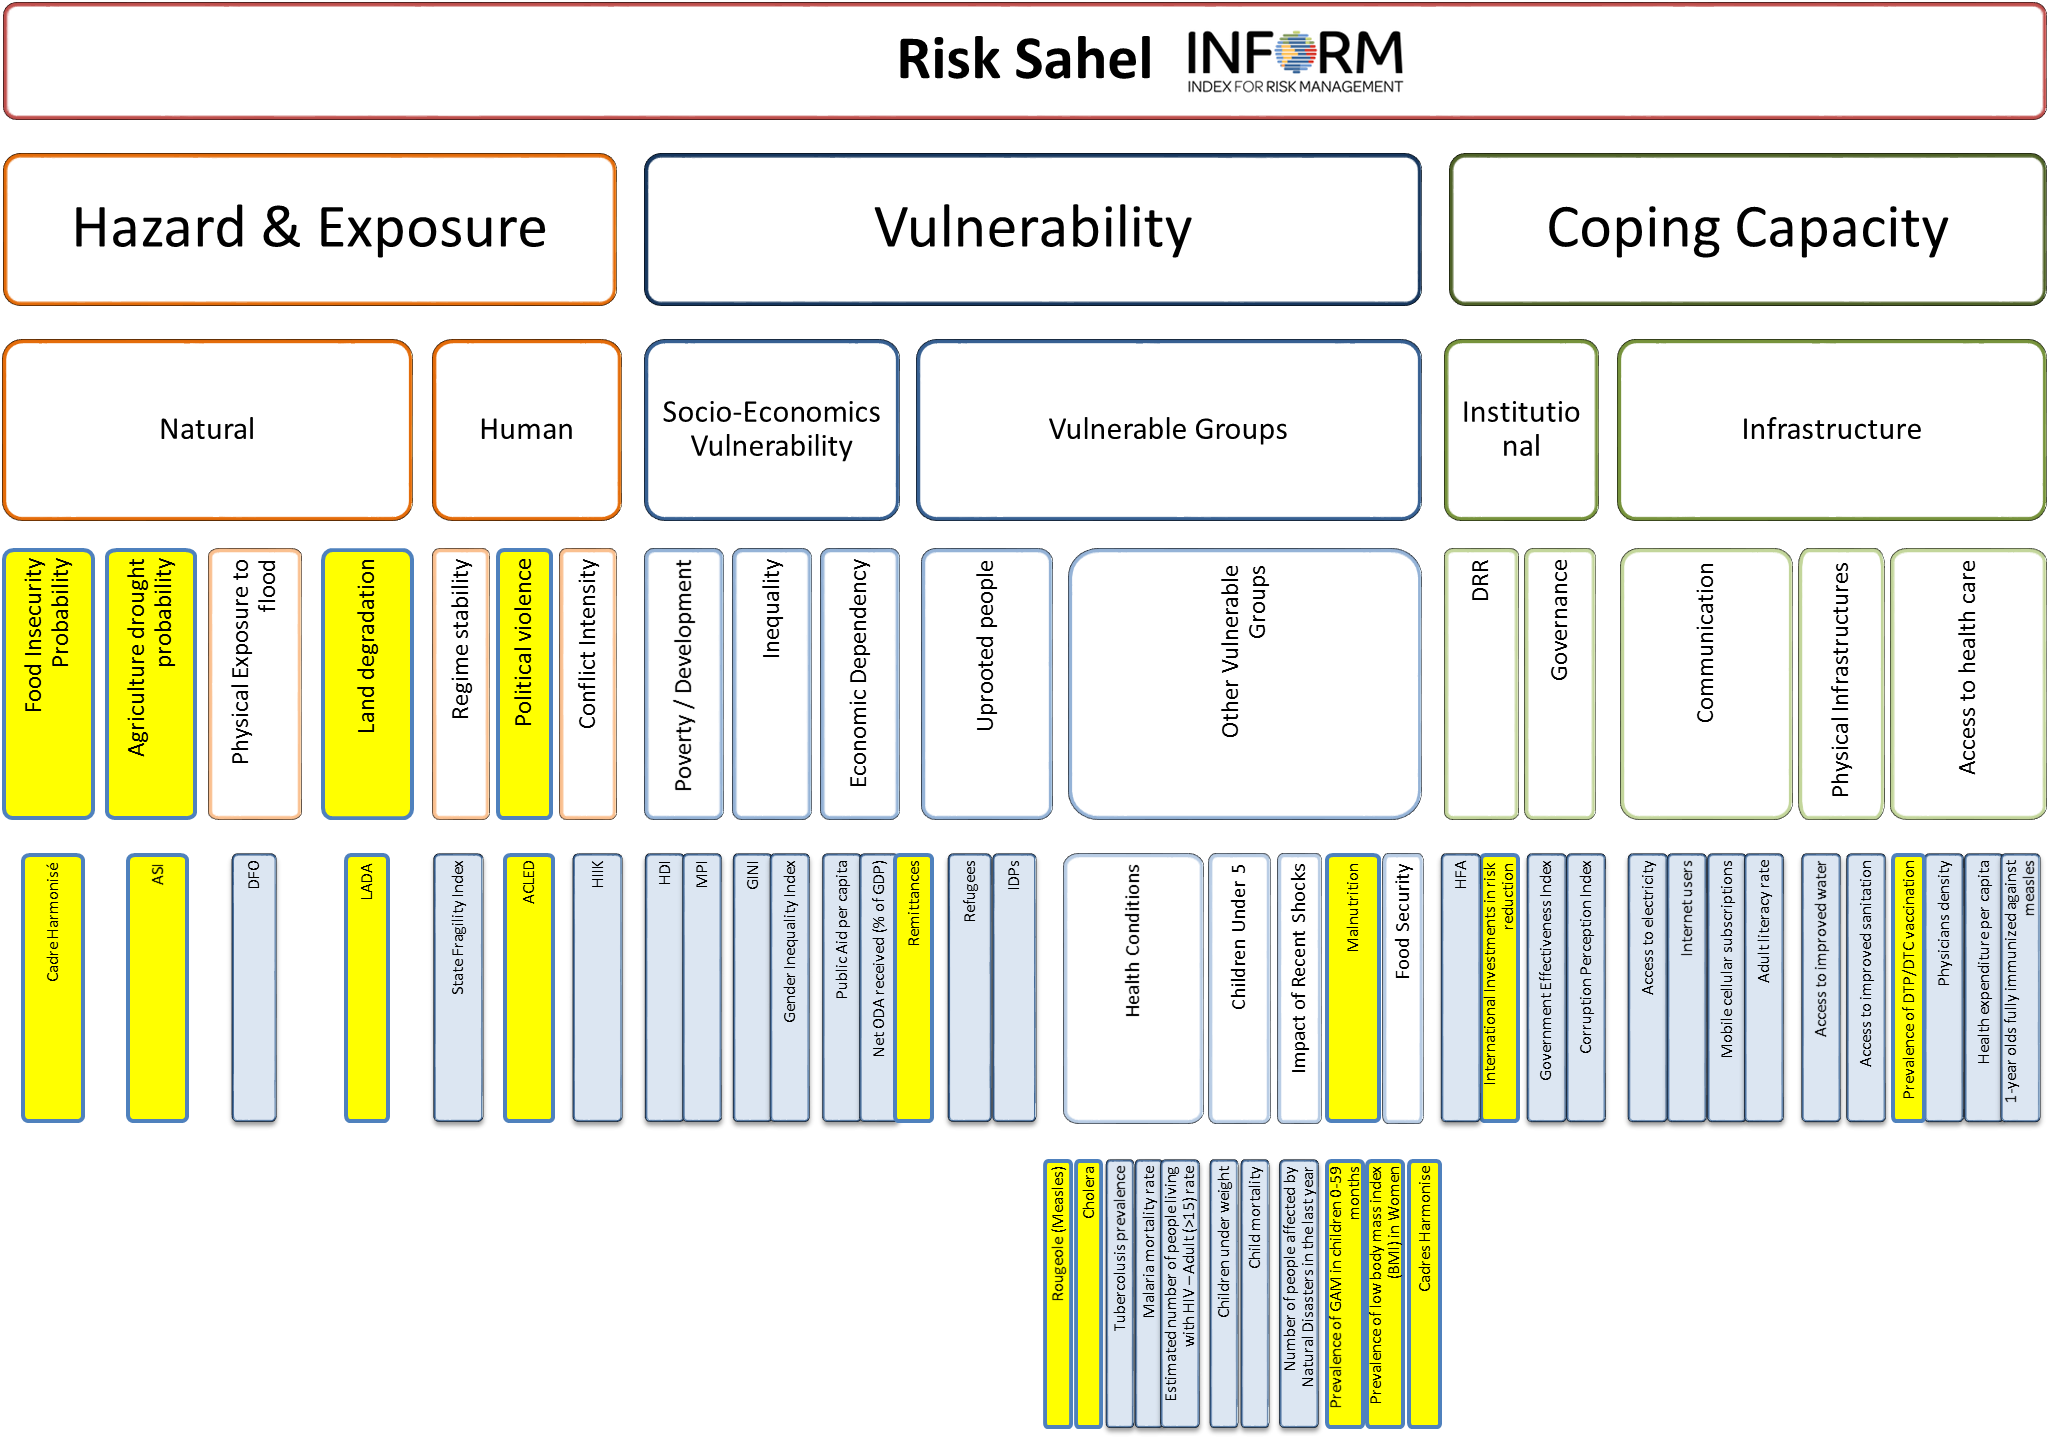 Risk Sahel
INFORM
INDEX FOR RISK MANAGEMENT
Hazard & Exposure
Vulnerability
Coping Capacity
Natural
Human
Socio-Economics
Vulnerability
Vulnerable Groups
Institutio
nal
Infrastructure
Food Insecurity
Probability
Agriculture drought
probability
Physical Exposure to
flood
Land degradation
Regime stability
Political violence
Conflict Intensity
Poverty / Development
Inequality
Economic Dependency
Uprooted people
Other Vulnerable
Groups
DRR
Governance
Communication
Physical Infrastructures
Access to health care
Cadre Harmonisé
ASI
DFO
LADA
State Fragility Index
ACLED
HIIK
HDI
MPI
GINI
Gender Inequality Index
Public Aid per capita
Net ODA received (% of GDP)
Remittances
Refugees
IDPs
Health Conditions
Children Under 5
Impact of Recent Shocks
Malnutrition
Food Security
HFA
International Investments in risk
reduction
Government Effectiveness Index
Corruption Perception Index
Access to electricity
Internet users
Mobile cellular subscriptions
Adult literacy rate
Access to improved water
Access to improved sanitation
Prevalence of DTP/DTC vaccination
Physicians density
Health expenditure per capita
1-year olds fully immunized against
measles
Rougeole (Measles)
Cholera
Tubercolusis prevalence
Malaria mortality rate
Estimated number of people living
with HIV – Adult (>15) rate
Children under weight
Child mortality
Number of people affected by
Natural Disasters in the last year
Prevalence of GAM in children 0-59
months
Prevalence of low body mass index
(BMI) in Women
Cadres Harmonise